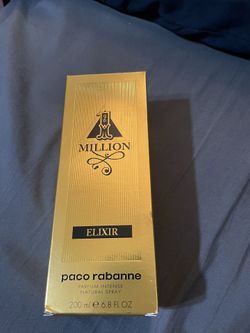 1
MILLION
ELIXIR
paco rabanne
PARFUM INTENSE
NATURAL SPRAY
200 ml ℮ 6.8 FL.OZ